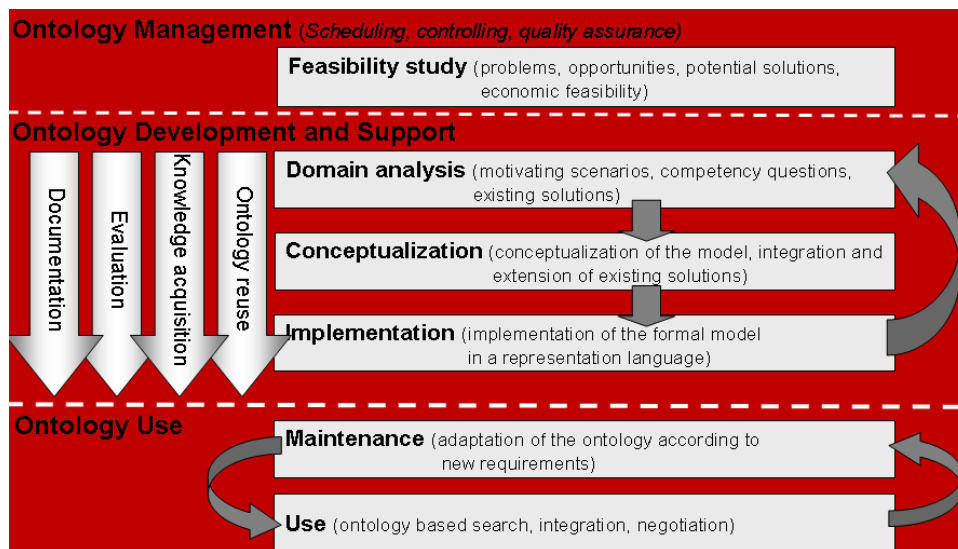 Ontology Management (Scheduling, controlling, quality assurance)
Feasibility study (problems, opportunities, potential solutions,
economic feasibility)
Ontology Development and Support
Documentation
Evaluation
Knowledge acquisition
Ontology reuse
Domain analysis (motivating scenarios, competency questions,
existing solutions)
Conceptualization (conceptualization of the model, integration and
extension of existing solutions)
Implementation (implementation of the formal model
in a representation language)
Ontology Use
Maintenance (adaptation of the ontology according to
new requirements)
Use (ontology based search, integration, negotiation)